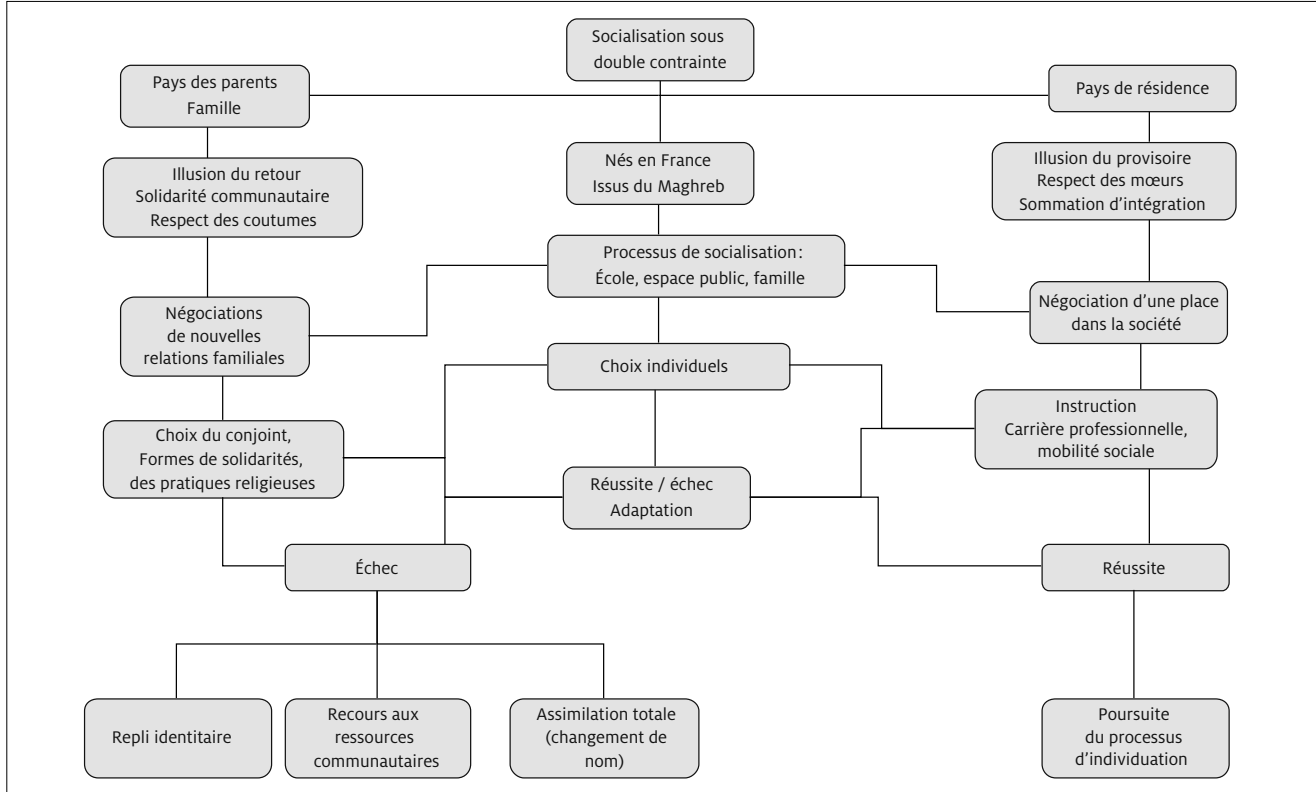 Socialisation sous
double contrainte
Pays des parents
Famille
Pays de résidence
Illusion du retour
Solidarité communautaire
Respect des coutumes
Nés en France
Issus du Maghreb
Illusion du provisoire
Respect des mœurs
Sommation d’intégration
Processus de socialisation :
École, espace public, famille
Négociations
de nouvelles
relations familiales
Négociation d’une place
dans la société
Choix individuels
Choix du conjoint,
Formes de solidarités,
des pratiques religieuses
Instruction
Carrière professionnelle,
mobilité sociale
Réussite / échec
Adaptation
Échec
Réussite
Repli identitaire
Recours aux
ressources
communautaires
Assimilation totale
(changement de
nom)
Poursuite
du processus
d’individuation